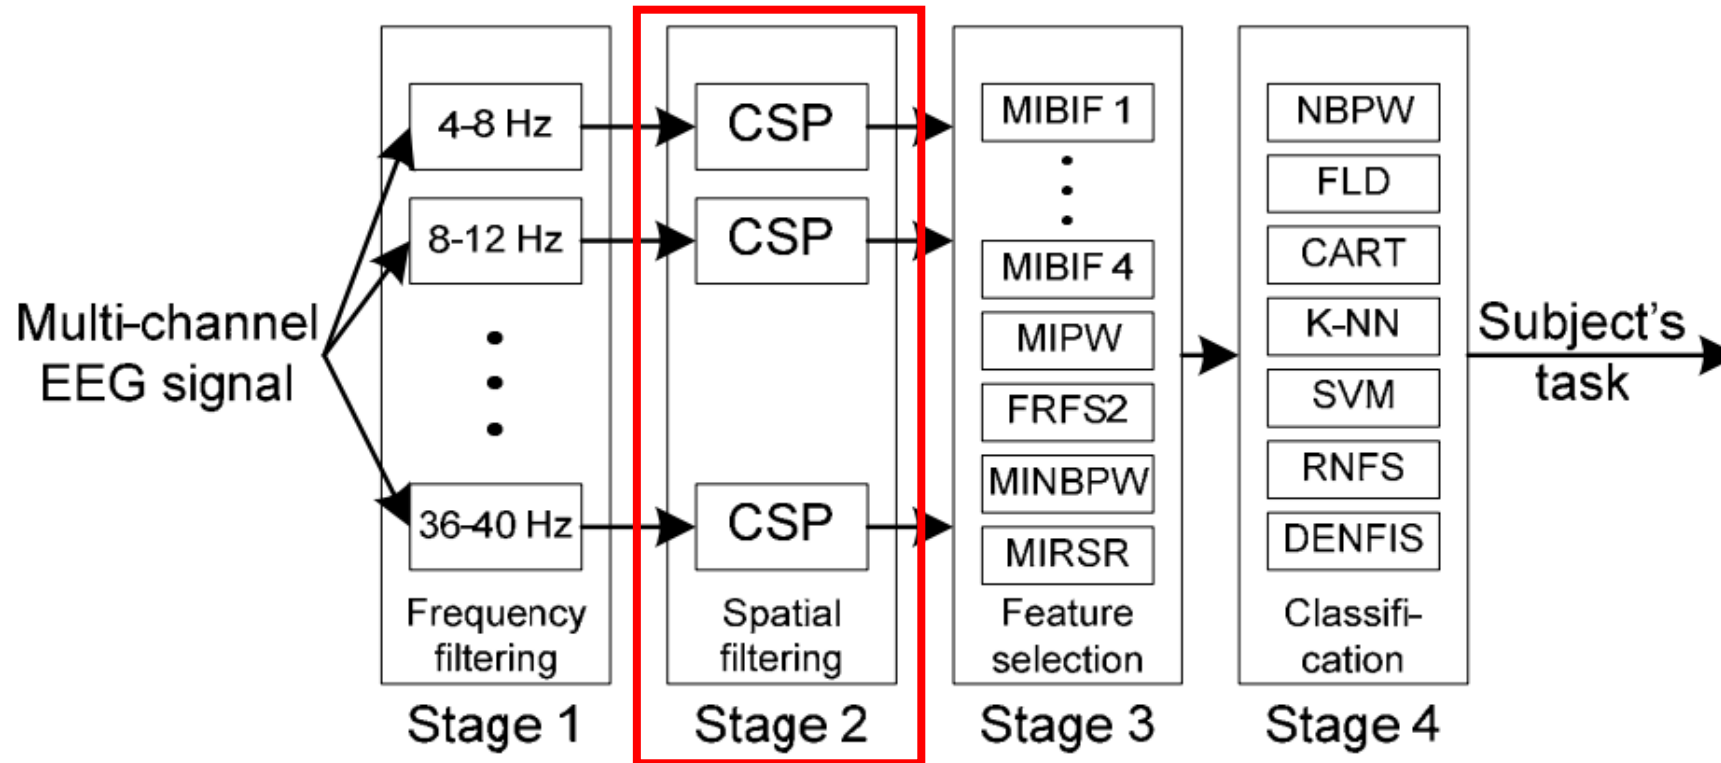 Multi-channel
EEG signal
4-8 Hz
8-12 Hz
36-40 Hz
Frequency
filtering
Stage 1
CSP
CSP
CSP
Spatial
filtering
Stage 2
MIBIF 1
MIBIF 4
MIPW
FRFS2
MINBPW
MIRSR
Feature
selection
Stage 3
NBPW
FLD
CART
K-NN
SVM
RNFS
DENFIS
Classifi-
cation
Stage 4
Subject's
task